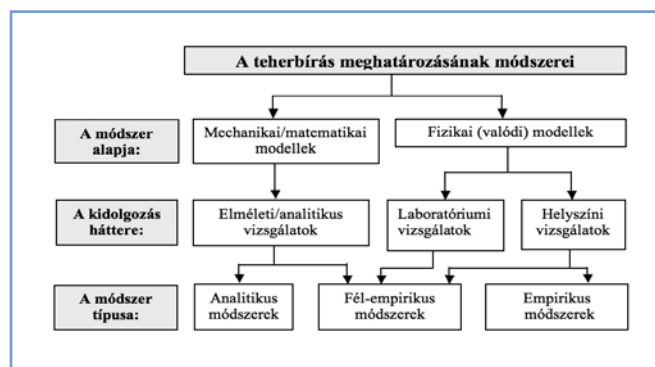 A teherbírás meghatározásának módszerei
A módszer
alapja:
Mechanikai/matematikai
modellek
Fizikai (valódi) modellek
A kidolgozás
háttere:
Elméleti/analitikus
vizsgálatok
Laboratóriumi
vizsgálatok
Helyszíni
vizsgálatok
A módszer
típusa:
Analitikus
módszerek
Fél-empirikus
módszerek
Empirikus
módszerek